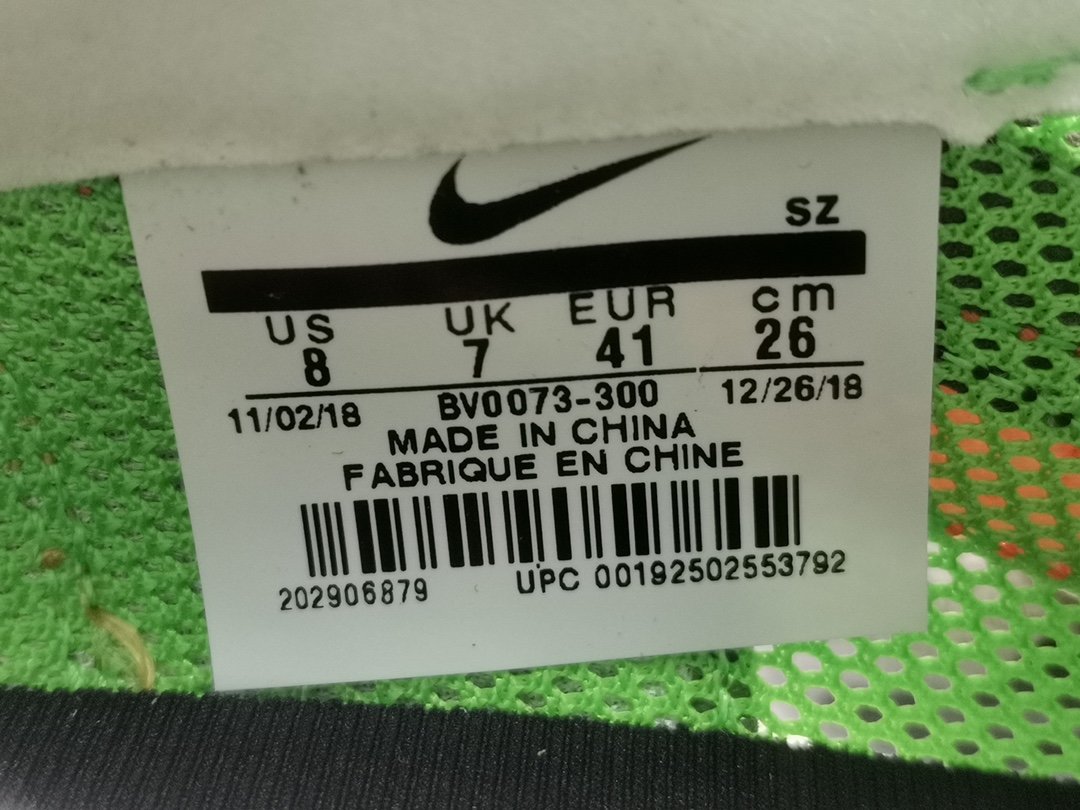 SZ
US UK EUR cm
8 7 41 26
11/02/18 BV0073-300 12/26/18
MADE IN CHINA
FABRIQUE EN CHINE
202906879 UPC 00192502553792